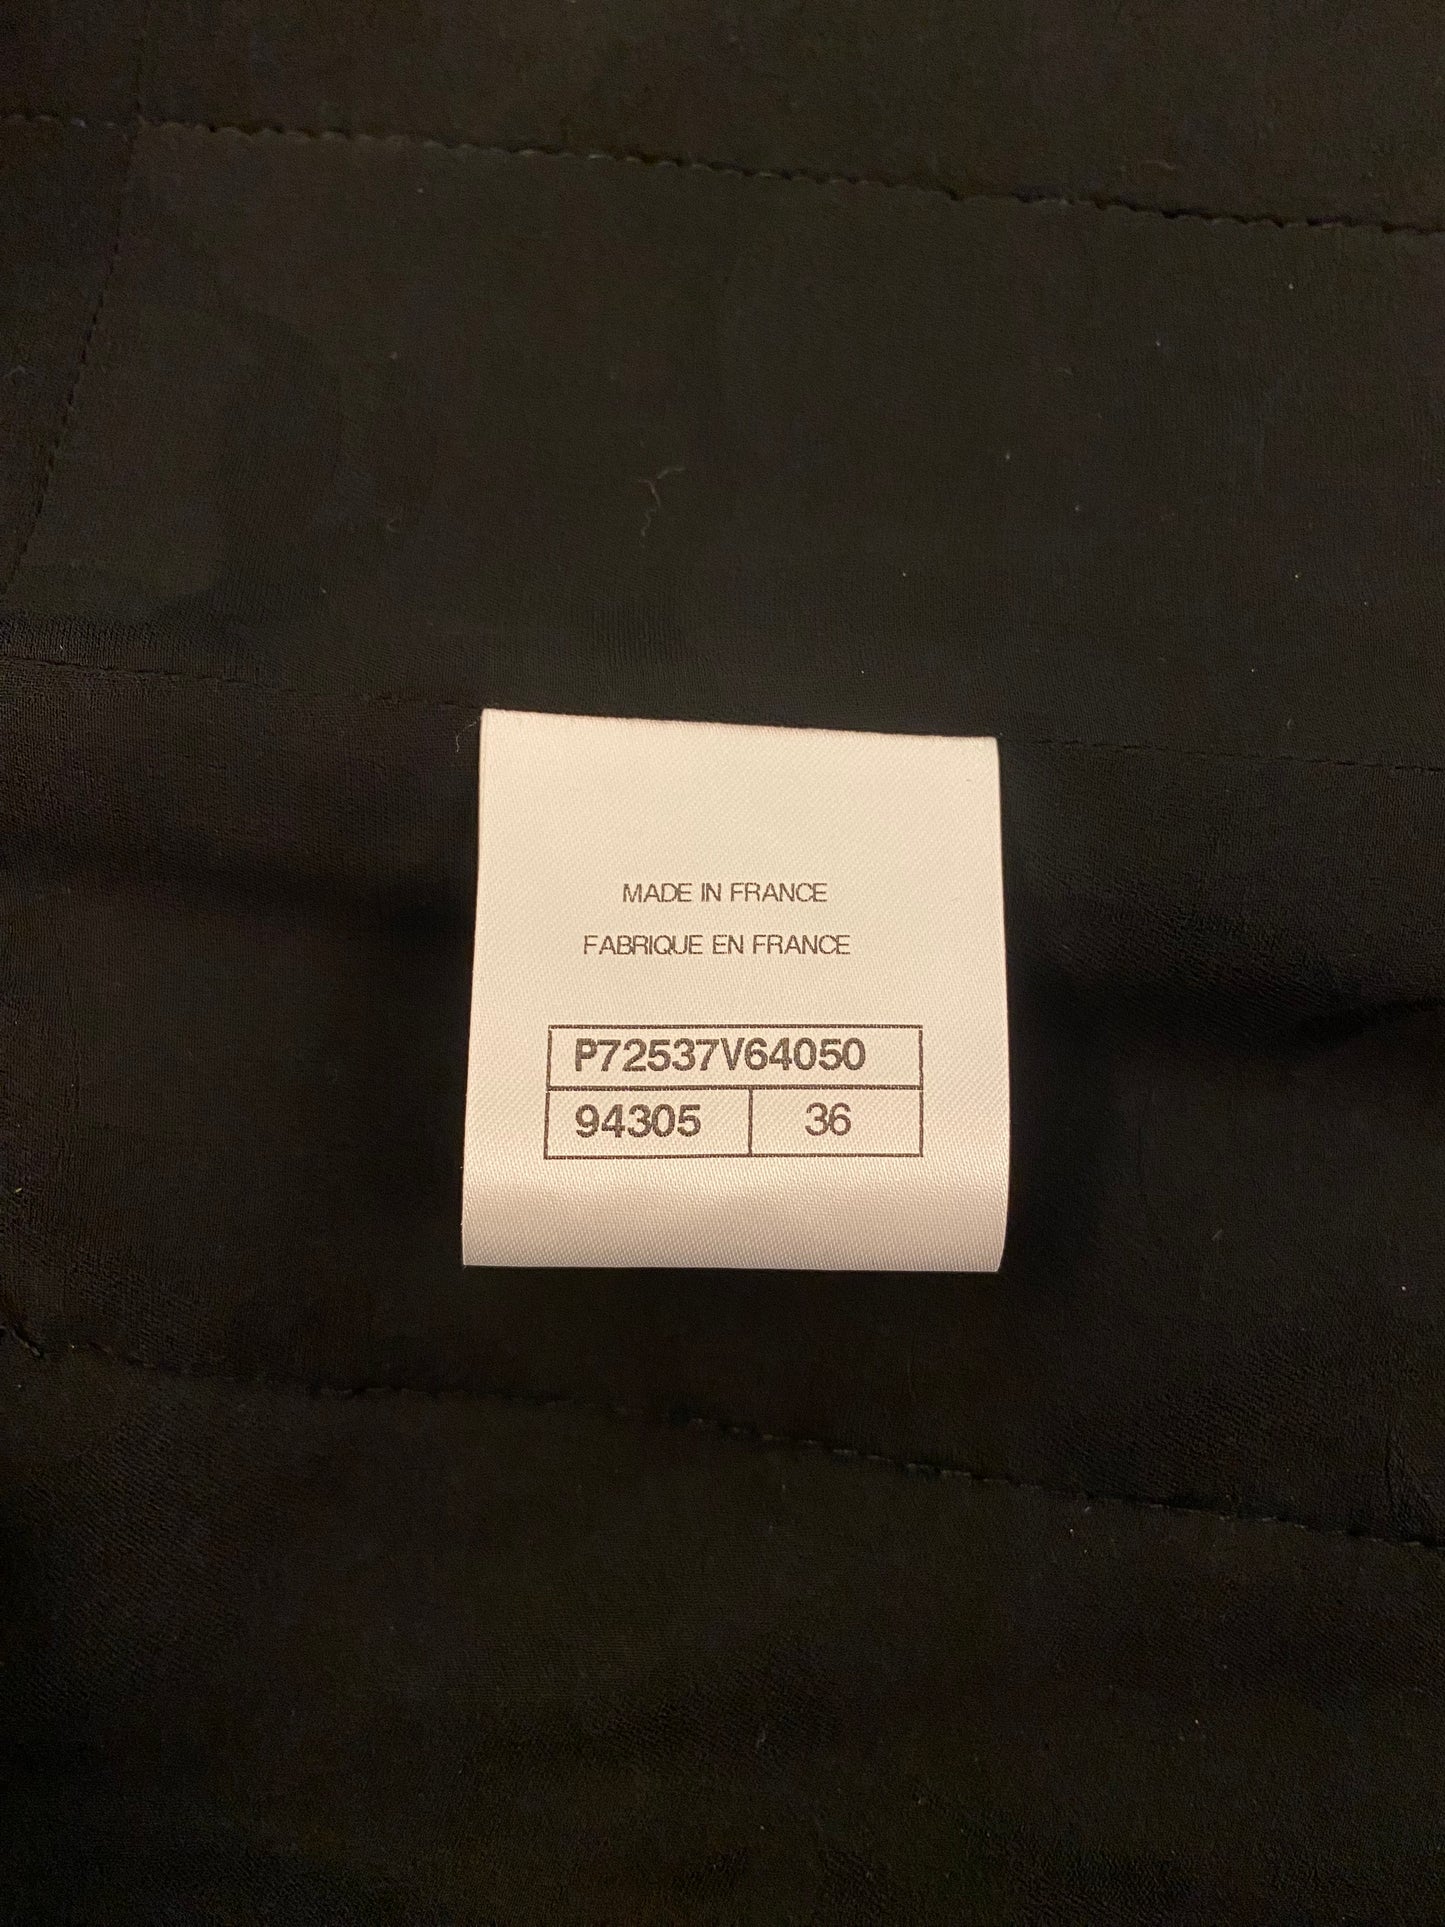 MADE IN FRANCE
FABRIQUE EN FRANCE
P72537V64050
94305 36